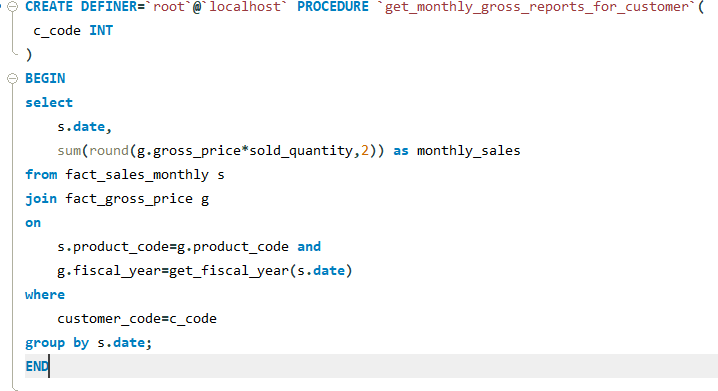 CREATE DEFINER=`root`@`localhost` PROCEDURE `get_monthly_gross_reports_for_customer`(
c_code INT
)
BEGIN
select
s.date,
sum(round(g.gross_price*sold_quantity,2)) as monthly_sales
from fact_sales_monthly s
join fact_gross_price g
on
s.product_code=g.product_code and
g.fiscal_year=get_fiscal_year(s.date)
where
customer_code=c_code
group by s.date;
END